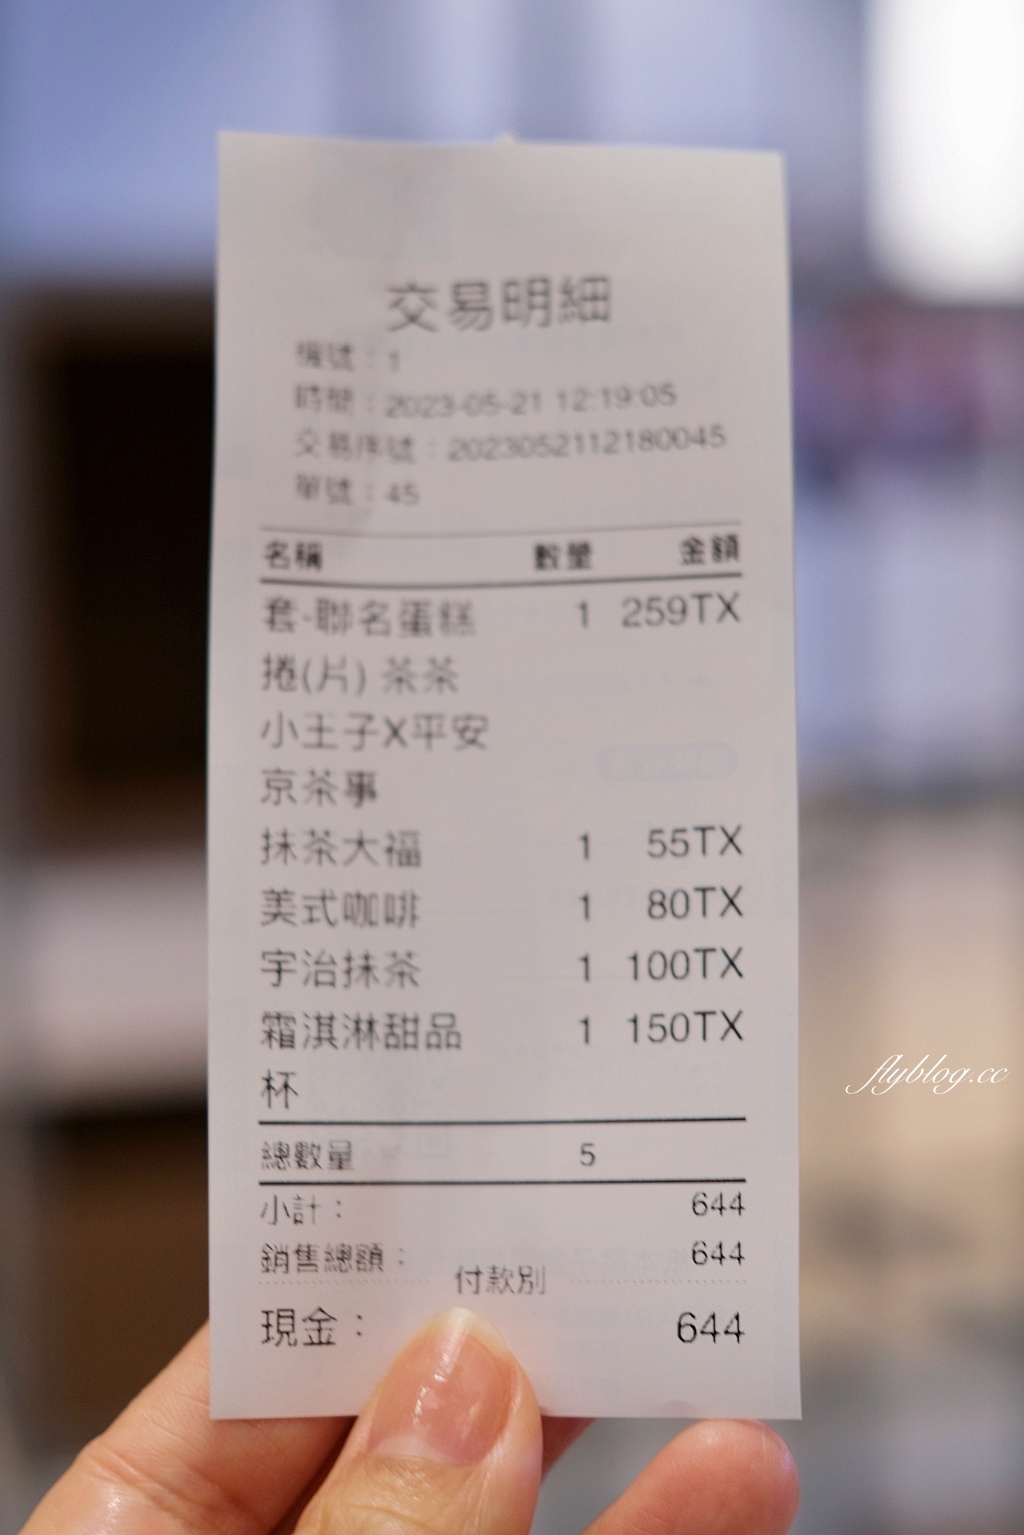 交易明細
機號：1
時間：2023-05-21 12:19:05
交易序號：2023052112180045
單號：45
名稱 數量 金額
套-聯名蛋糕 1 259TX
捲(片) 茶茶
小王子X平安
京茶事
抹茶大福 1 55TX
美式咖啡 1 80TX
宇治抹茶 1 100TX
霜淇淋甜品 1 150TX
杯
總數量 5
小計： 644
銷售總額： 644
付款別
現金： 644
flyblog.cc